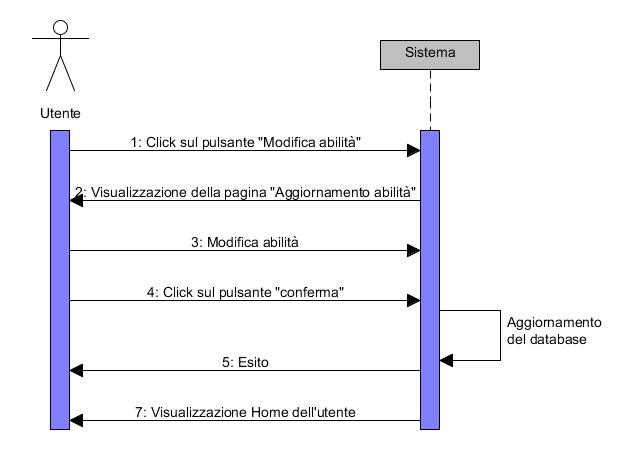 Sistema
Utente
1: Click sul pulsante "Modifica abilità"
2: Visualizzazione della pagina "Aggiornamento abilità"
3: Modifica abilità
4: Click sul pulsante "conferma"
Aggiornamento
del database
5: Esito
7: Visualizzazione Home dell'utente